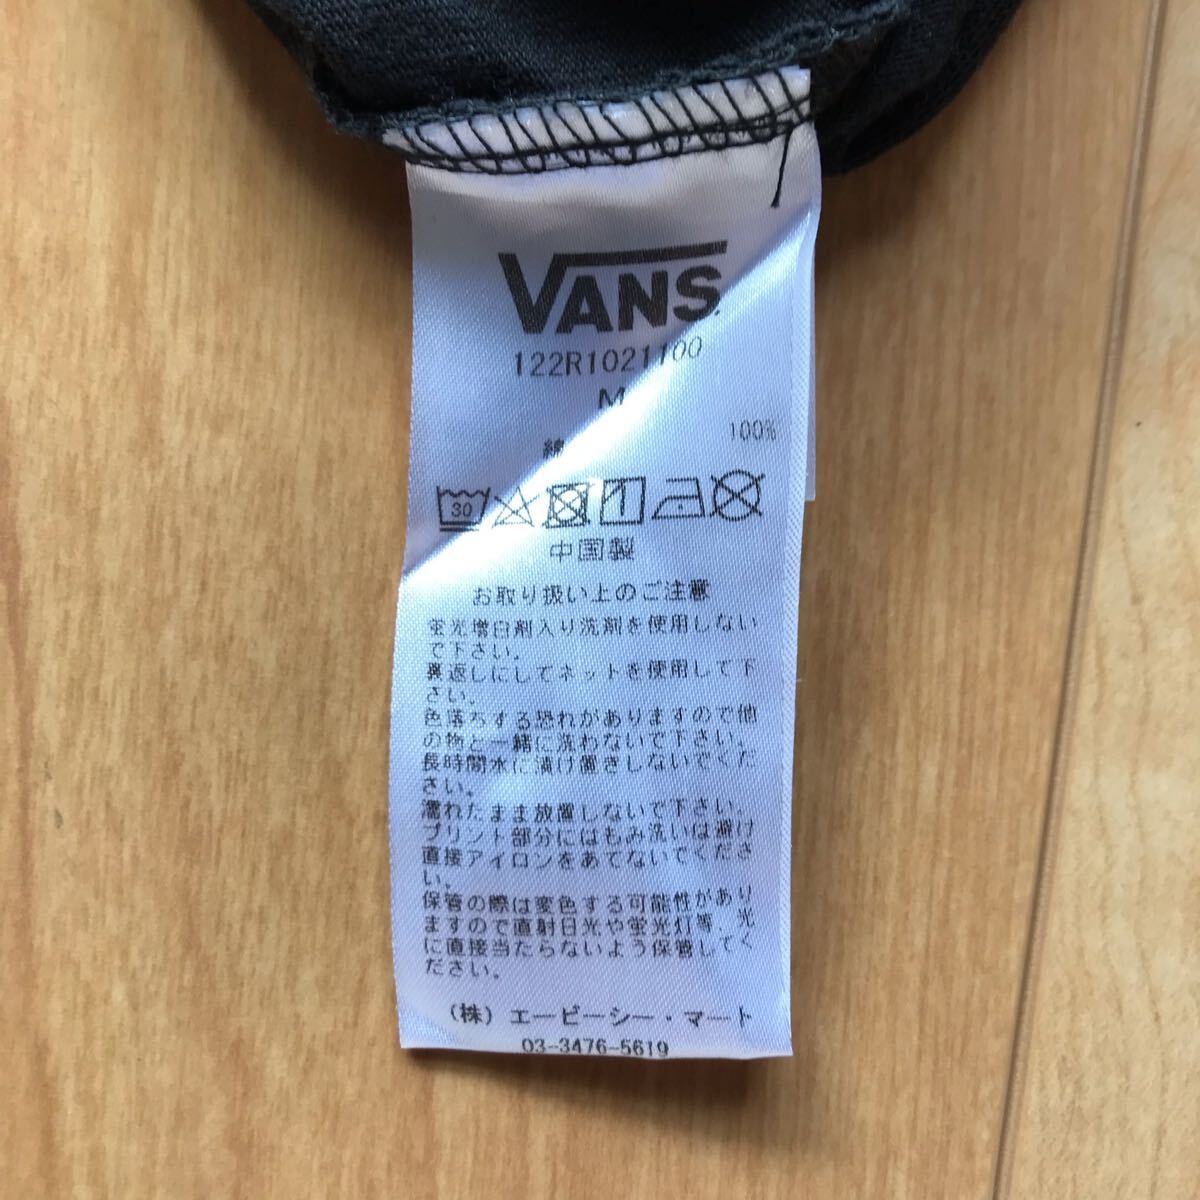 VANS
122R1021100
M
綿 100%
30
中国製
お取り扱い上のご注意
蛍光増白剤入り洗剤を使用しない
で下さい。
裏返しにしてネットを使用して下
さい。
色落ちする恐れがありますので他
の物と一緒に洗わないで下さい。
長時間水に漬け置きしないでくだ
さい。
濡れたまま放置しないで下さい。
プリント部分にはもみ洗いは避け
直接アイロンをあてないでくださ
い。
保管の際は変色する可能性があり
ますので直射日光や蛍光灯等、光
に直接当たらないよう保管してく
ださい。
(株)エービーシー・マート
03-3476-5619